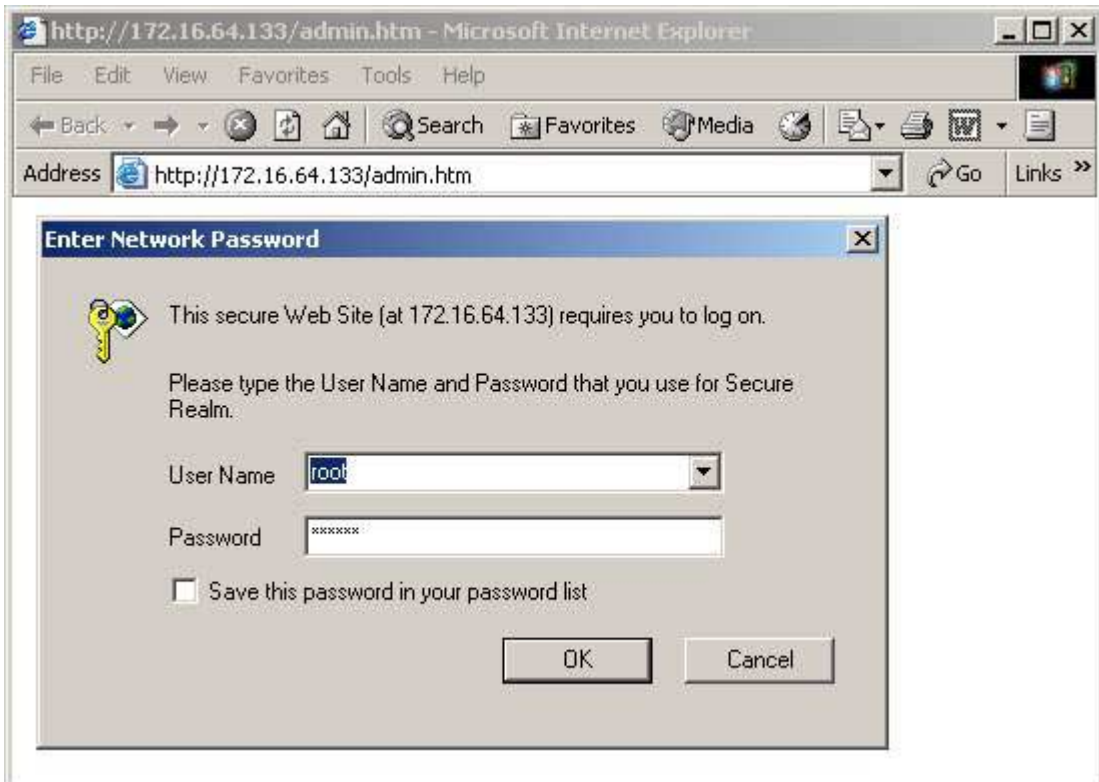 http://172.16.64.133/admin.htm - Microsoft Internet Explorer
File Edit View Favorites Tools Help
Back Search Favorites Media
Address http://172.16.64.133/admin.htm Go Links »
Enter Network Password
This secure Web Site (at 172.16.64.133) requires you to log on.
Please type the User Name and Password that you use for Secure
Realm.
User Name root
Password ******
Save this password in your password list
OK Cancel